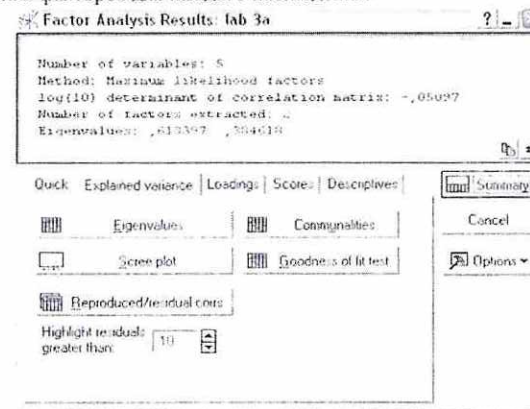 Factor Analysis Results: lab 3a
Number of variables: 5
Method: Maximum likelihood factors
log(10) determinant of correlation matrix: -,05097
Number of factors extracted:
Eigenvalues: ,613397 ,384618
Quick Explained variance Loadings Scores Descriptives
Summary
Eigenvalues
Communalities
Cancel
Scree plot
Goodness of fit test
Options
Reproduced/residual corrs.
Highlight residuals
greater than:
10